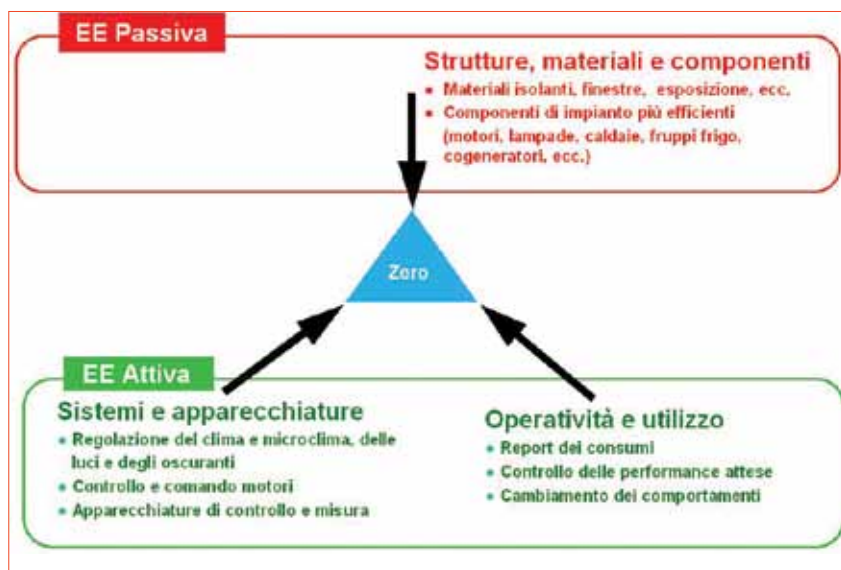 EE Passiva
Strutture, materiali e componenti
• Materiali isolanti, finestre, esposizione, ecc.
• Componenti di impianto più efficienti
(motori, lampade, caldaie, fruppi frigo,
cogeneratori, ecc.)
Zero
EE Attiva
Sistemi e apparecchiature
• Regolazione del clima e microclima, delle
luci e degli oscuranti
• Controllo e comando motori
• Apparecchiature di controllo e misura
Operatività e utilizzo
• Report dei consumi
• Controllo delle performance attese
• Cambiamento dei comportamenti